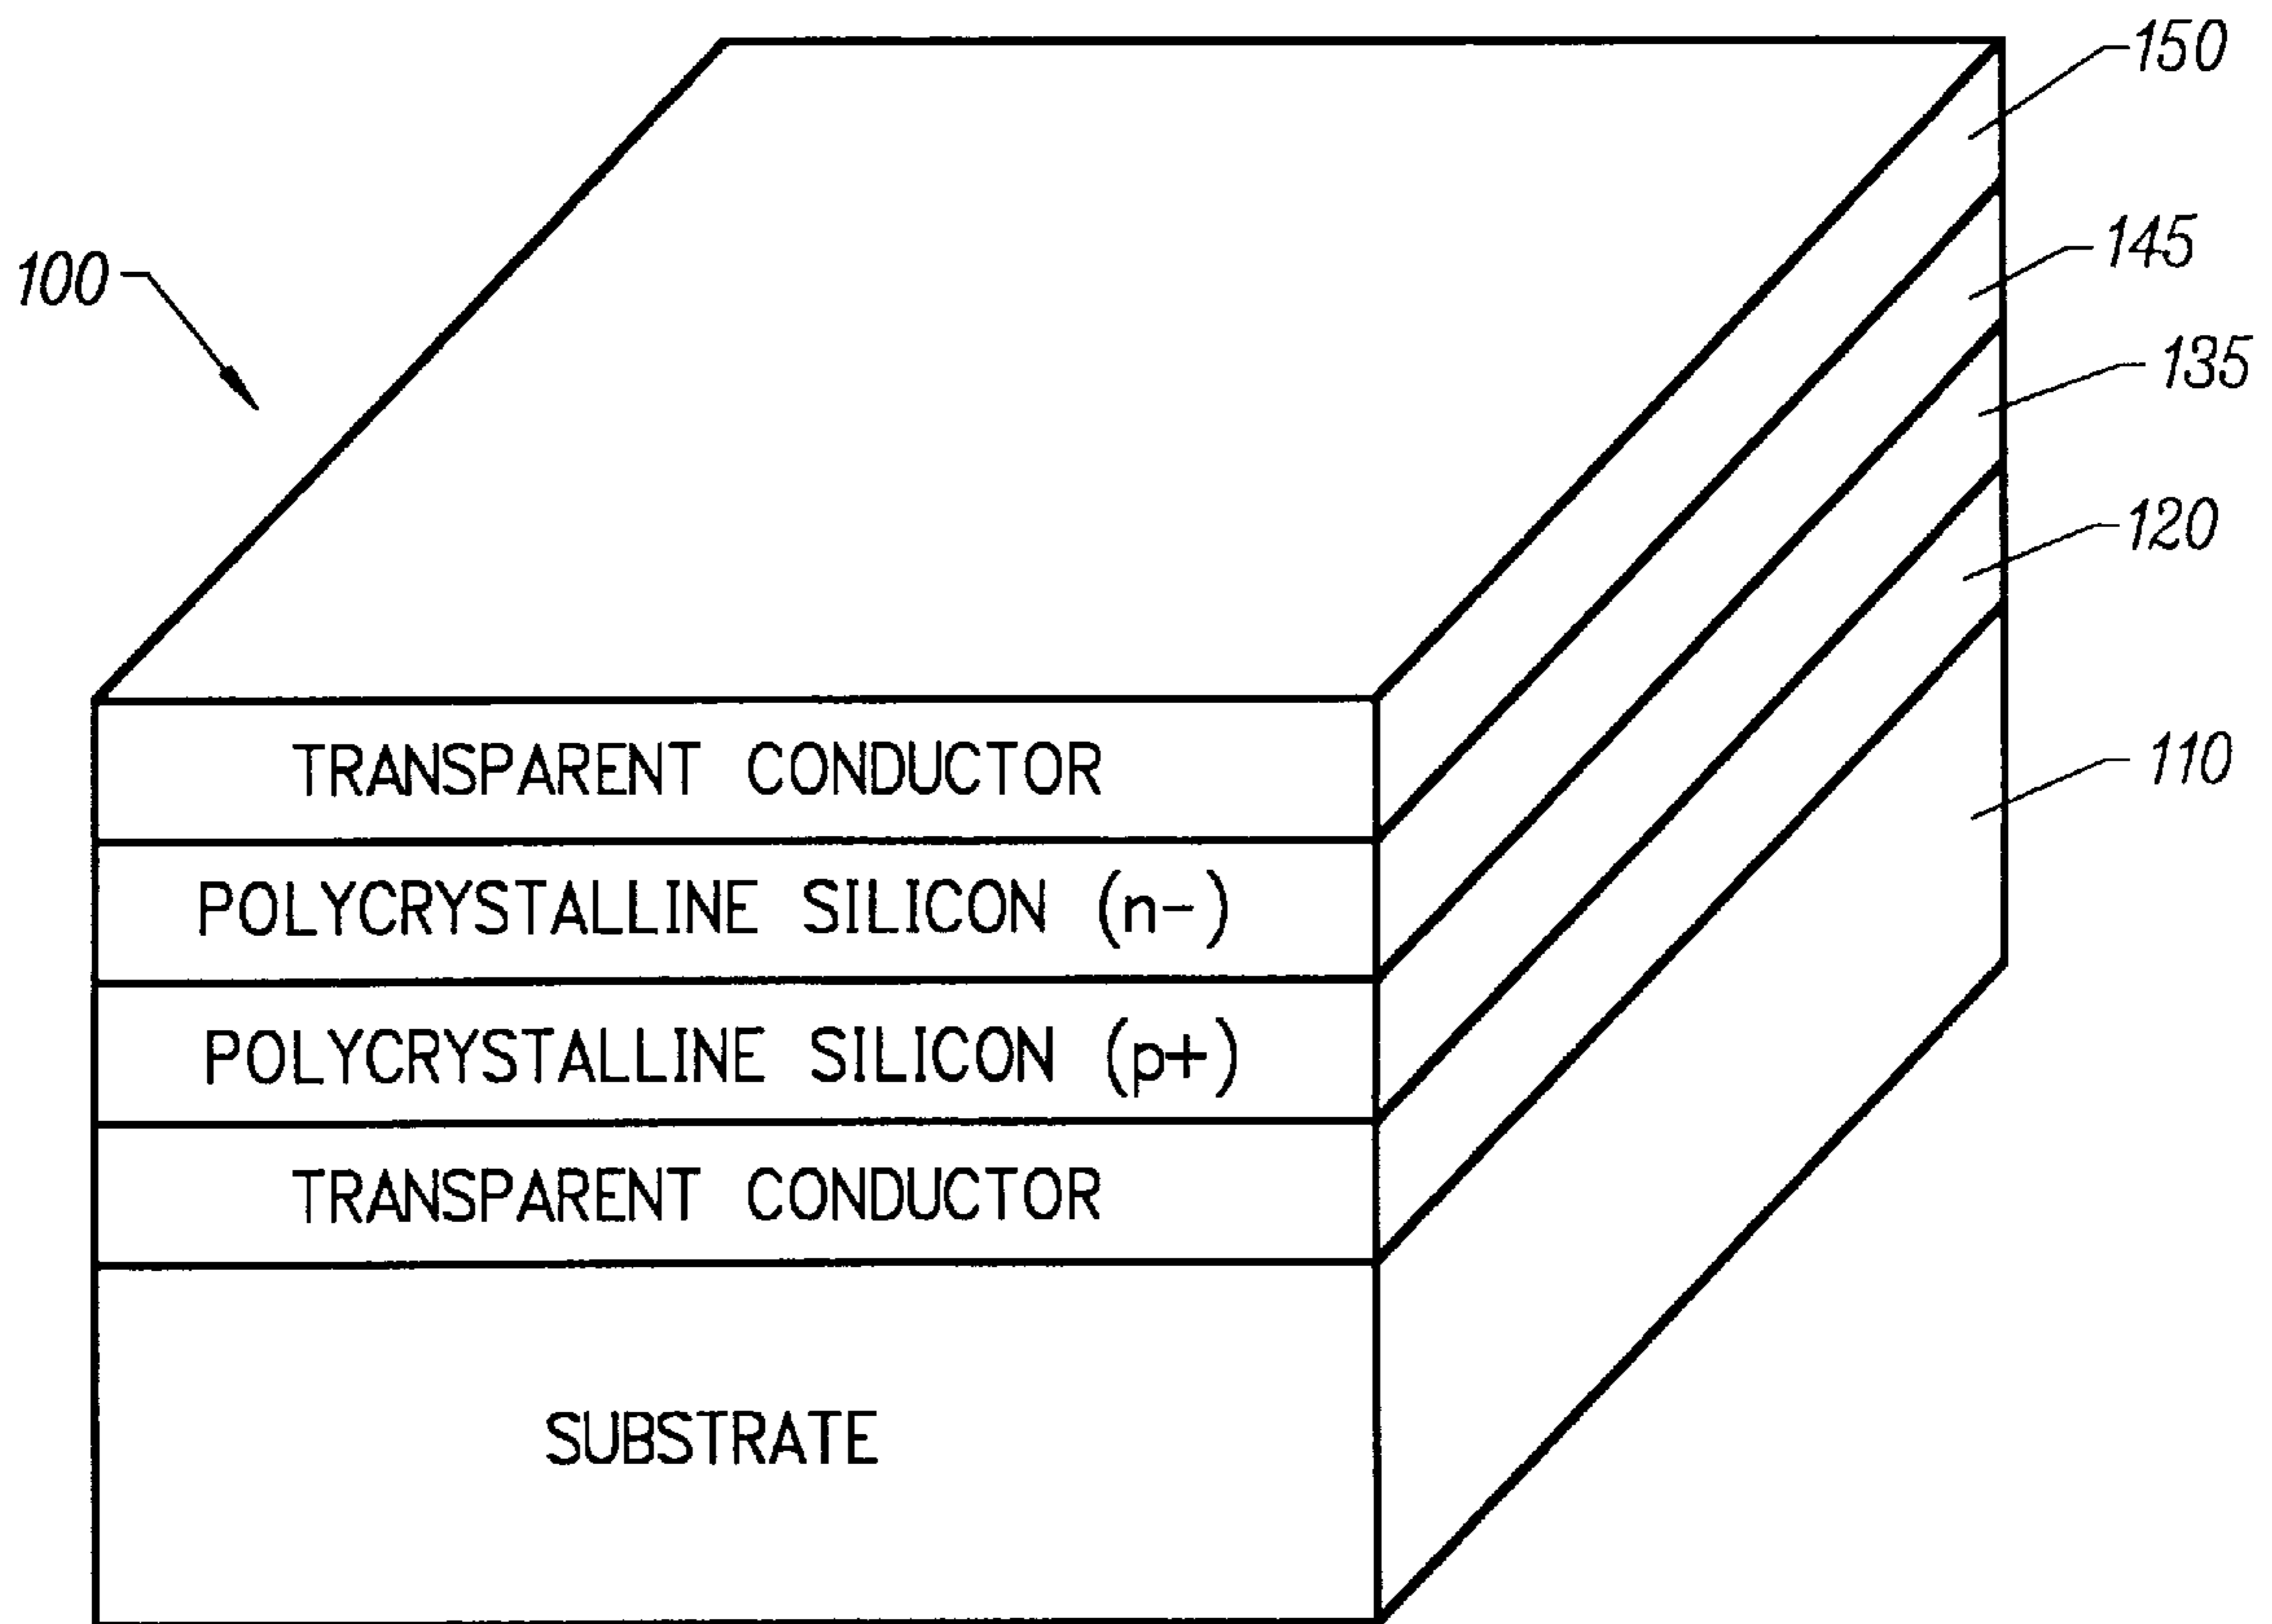 150
145
100
135
120
110
TRANSPARENT CONDUCTOR
POLYCRYSTALLINE SILICON (n-)
POLYCRYSTALLINE SILICON (p+)
TRANSPARENT CONDUCTOR
SUBSTRATE